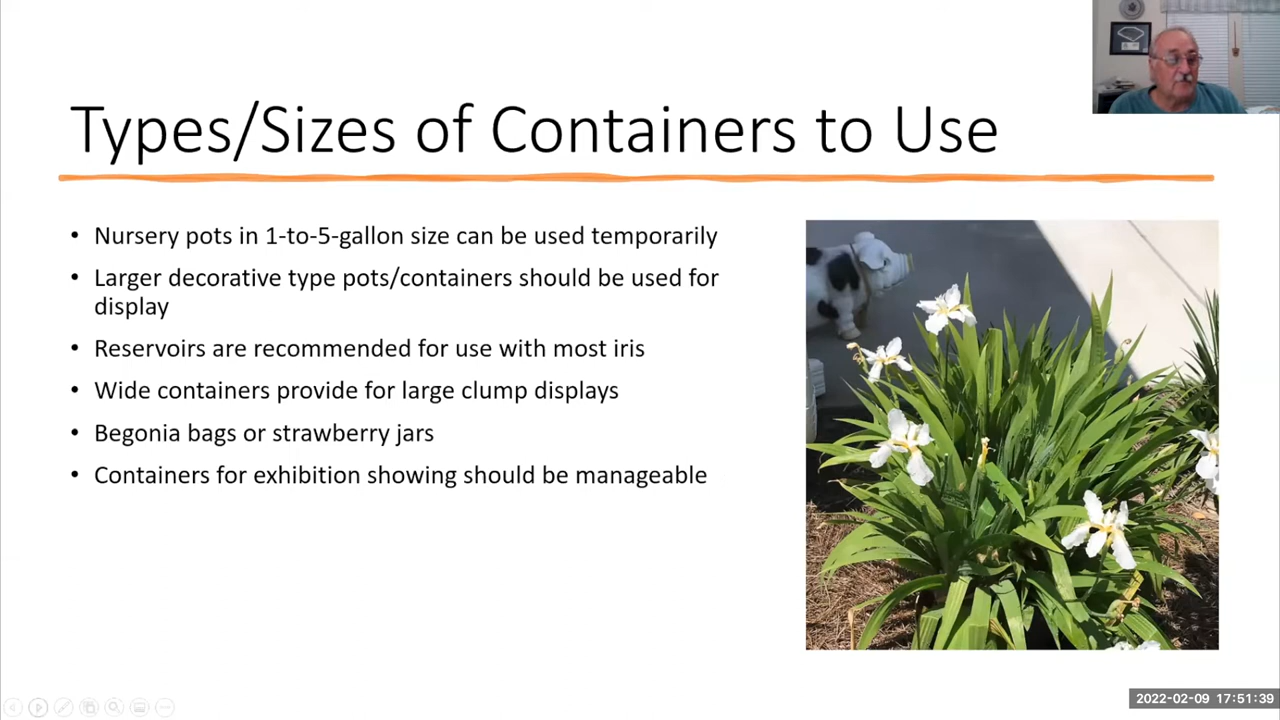 Types/Sizes of Containers to Use
• Nursery pots in 1-to-5-gallon size can be used temporarily
• Larger decorative type pots/containers should be used for
display
• Reservoirs are recommended for use with most iris
• Wide containers provide for large clump displays
• Begonia bags or strawberry jars
• Containers for exhibition showing should be manageable
2022-02-09 17:51:39